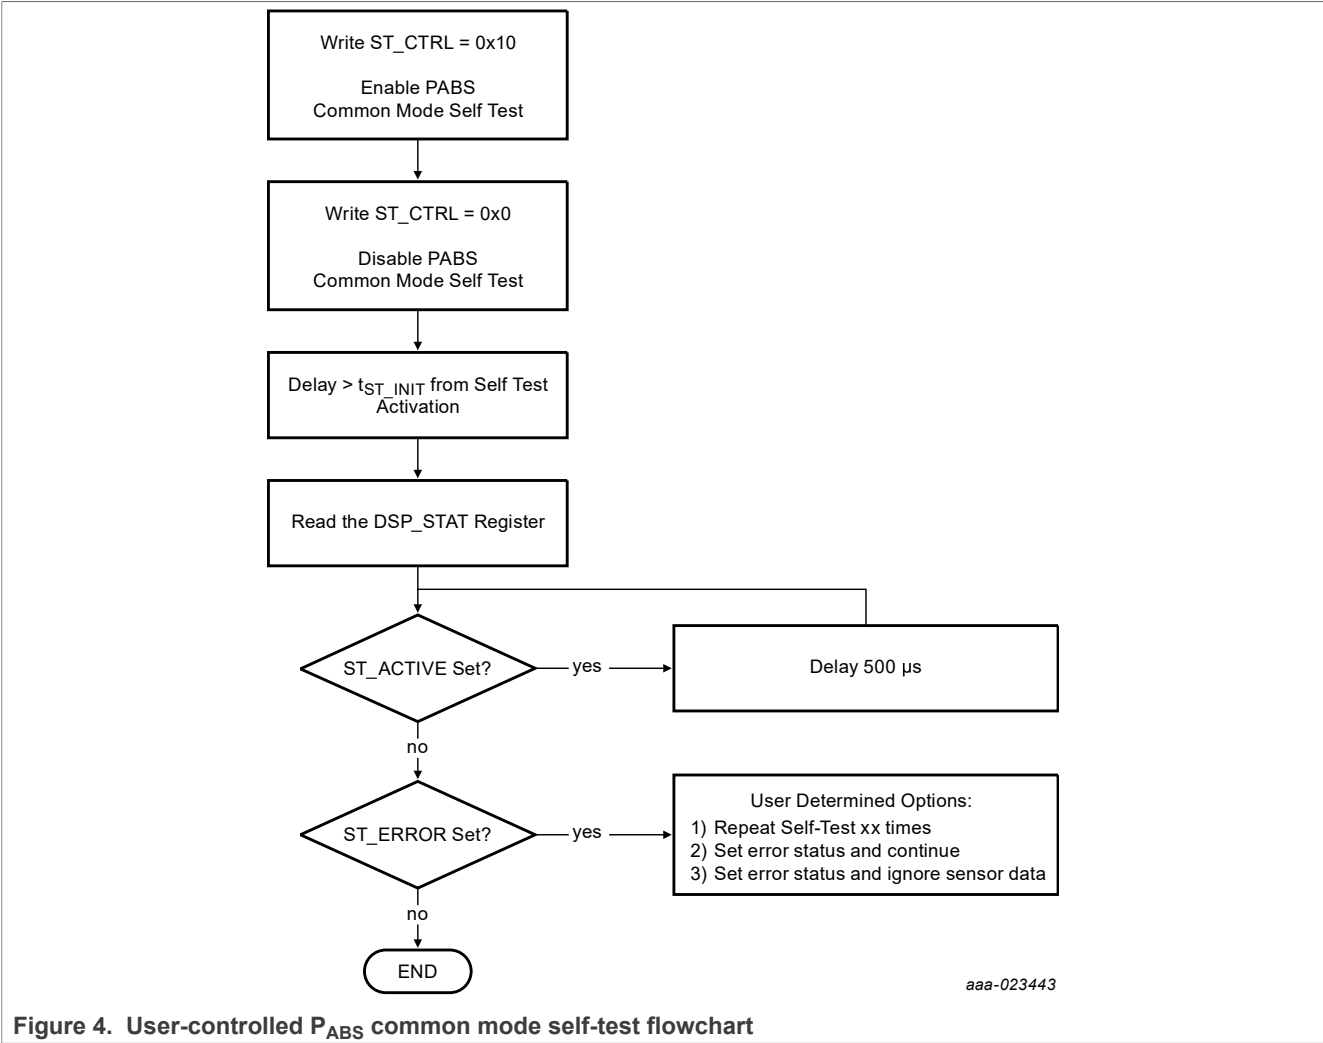 Write ST_CTRL = 0x10
Enable PABS
Common Mode Self Test
Write ST_CTRL = 0x0
Disable PABS
Common Mode Self Test
Delay > tST_INIT from Self Test
Activation
Read the DSP_STAT Register
ST_ACTIVE Set?
yes
Delay 500 µs
no
ST_ERROR Set?
yes
User Determined Options:
1) Repeat Self-Test xx times
2) Set error status and continue
3) Set error status and ignore sensor data
no
END
aaa-023443
Figure 4. User-controlled PABS common mode self-test flowchart